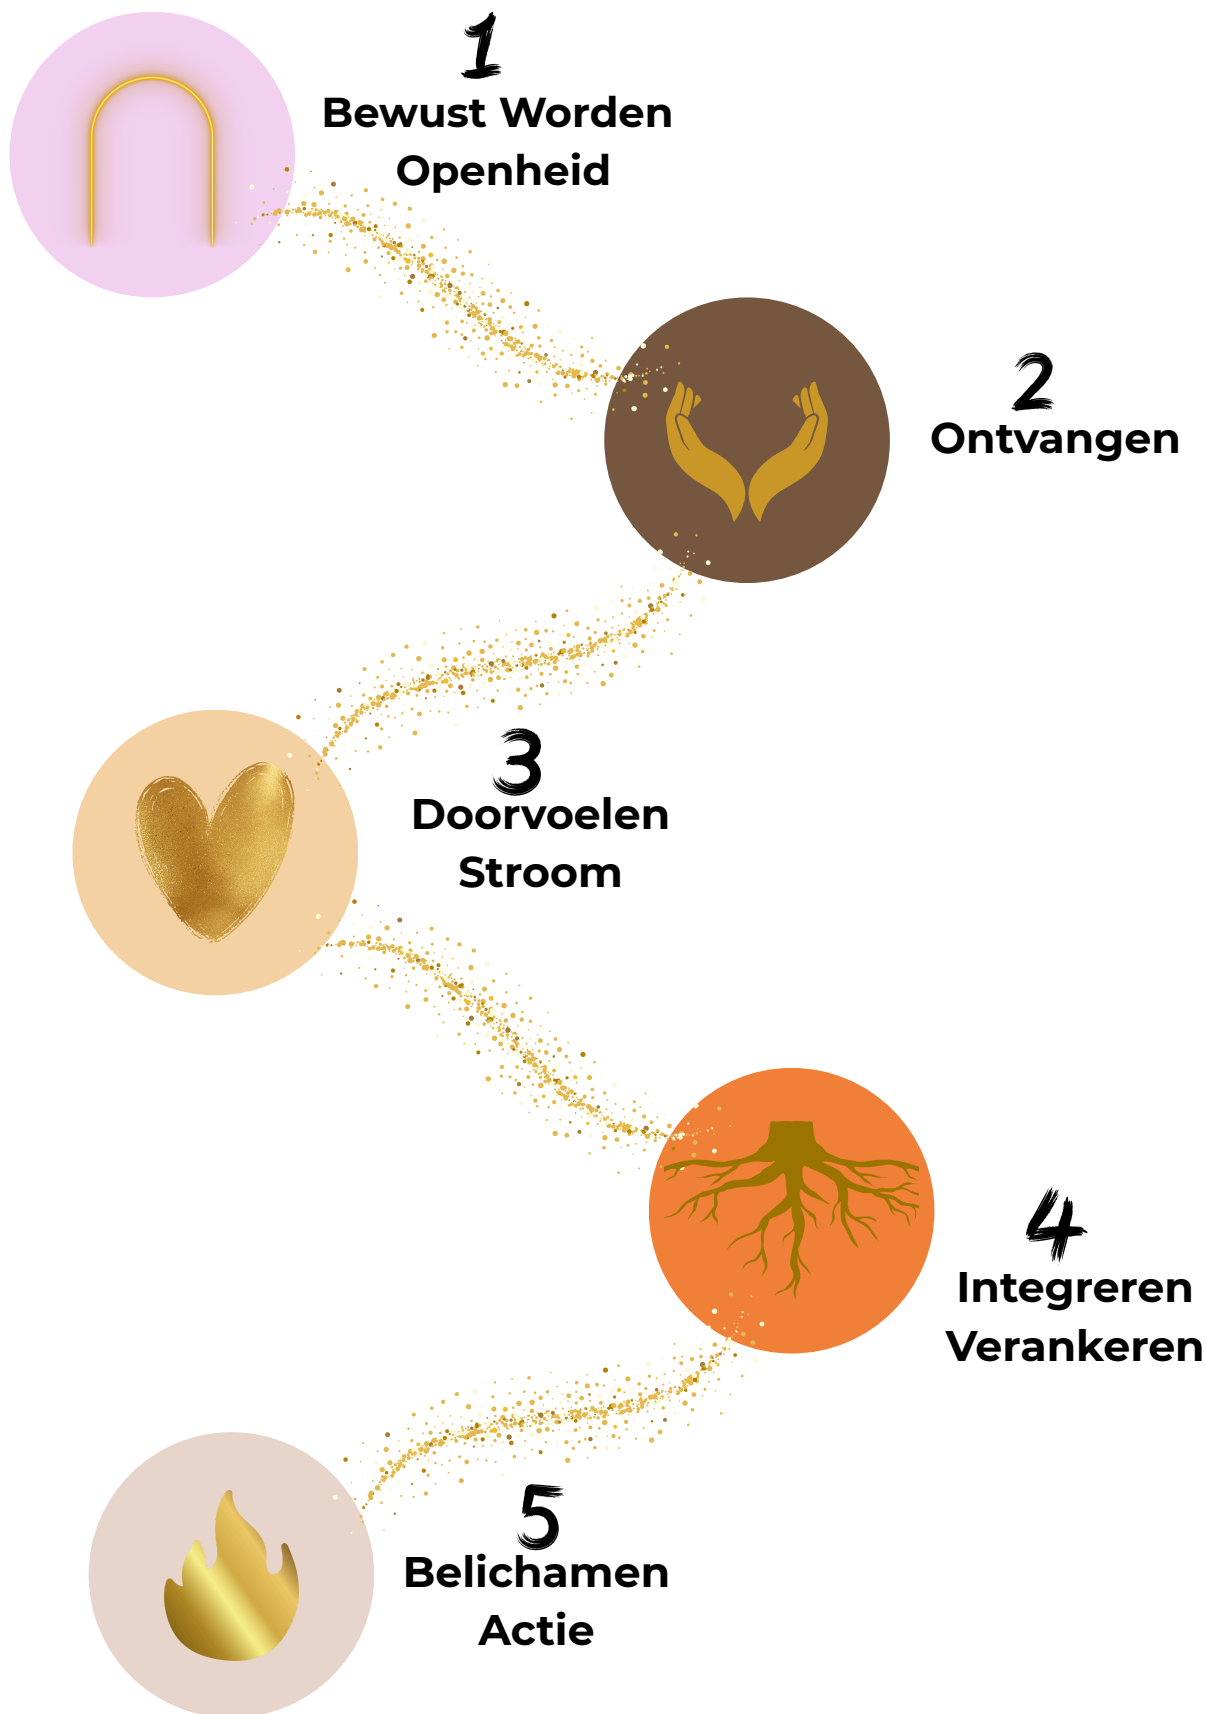 1
Bewust Worden
Openheid
2
Ontvangen
3
Doorvoelen
Stroom
4
Integreren
Verankeren
5
Belichamen
Actie